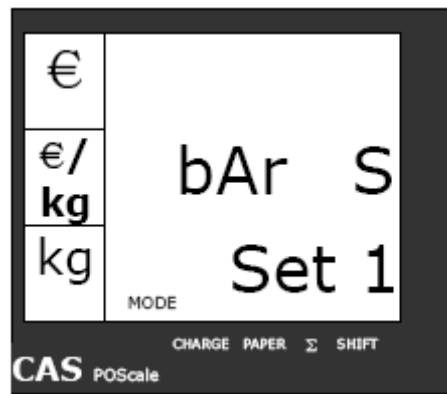 €
€/
kg
bAr S
kg
Set 1
MODE
CHARGE PAPER Σ SHIFT
CAS POScale